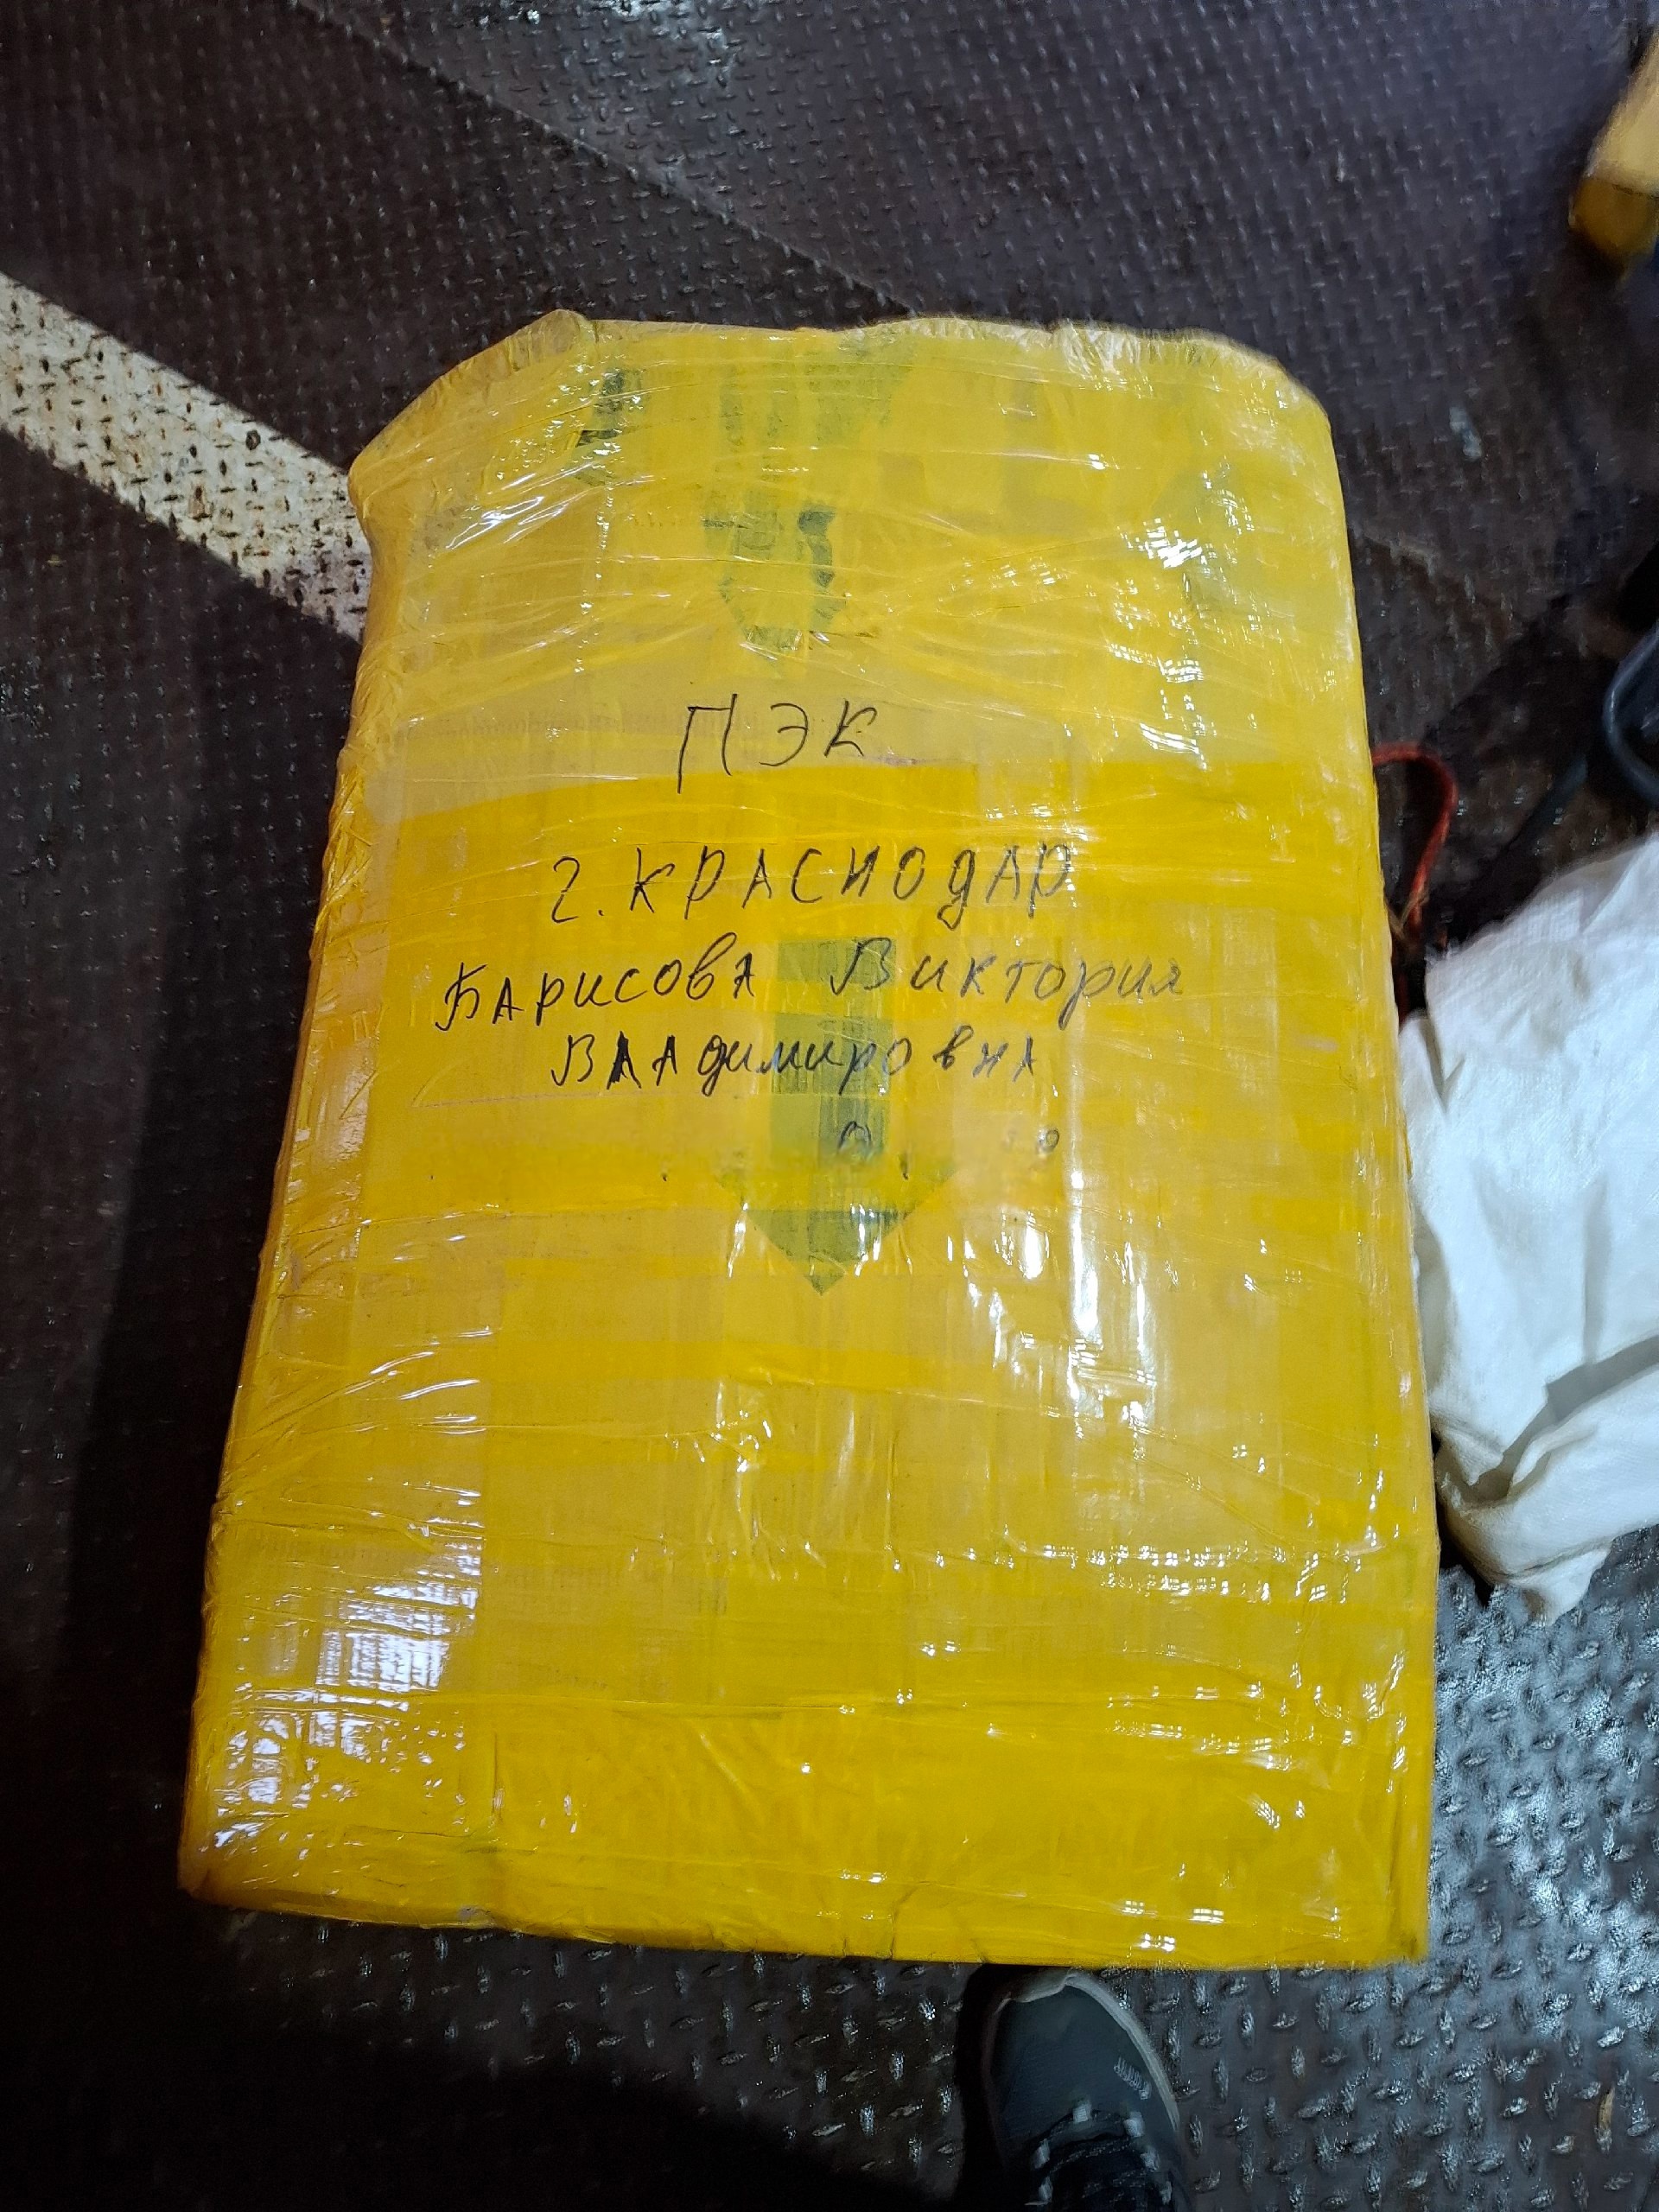 ПЭК
г. КРАСНОДАР
БАРИСОВА ВИКТОРИЯ
ВЛАДИМИРОВНА